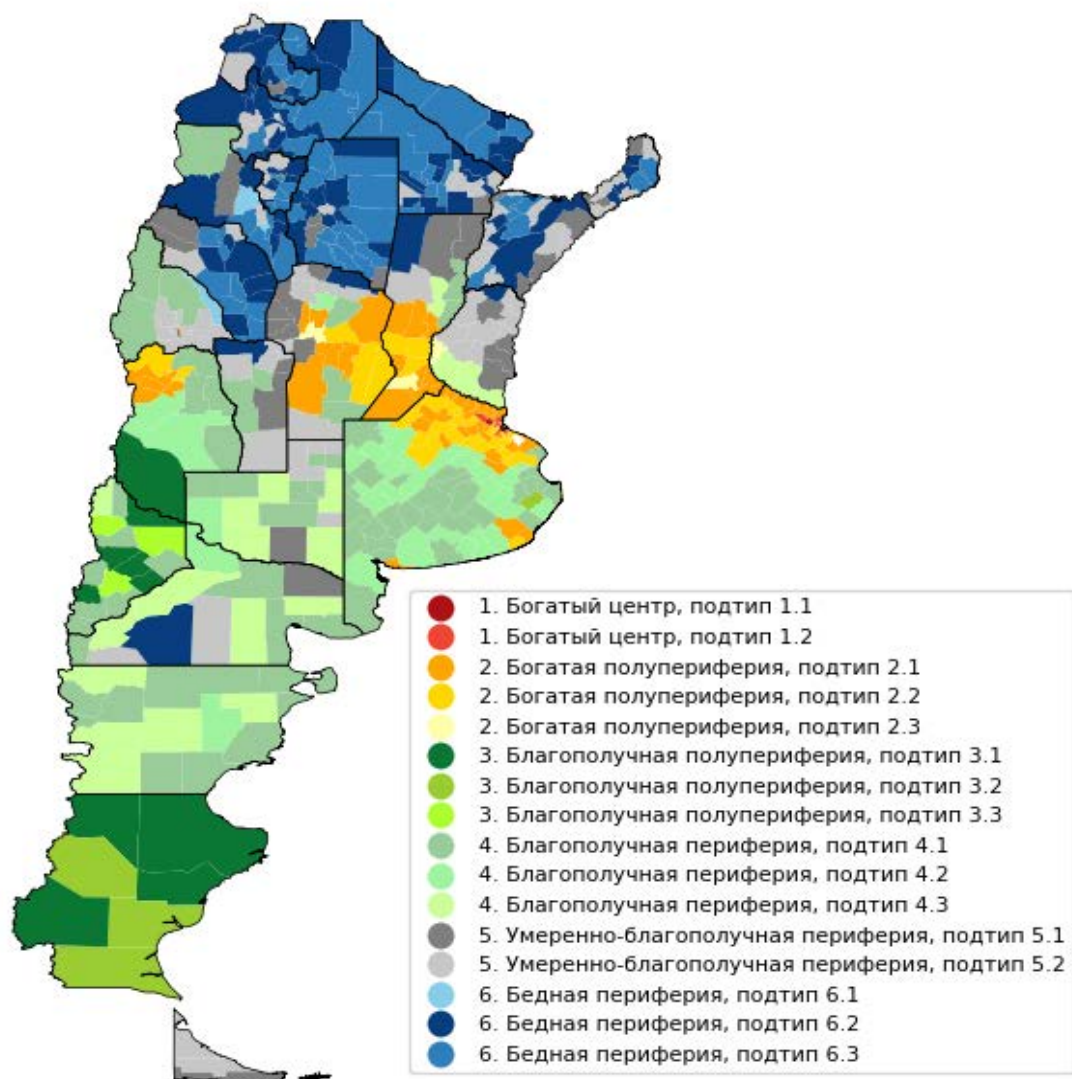 1. Богатый центр, подтип 1.1
1. Богатый центр, подтип 1.2
2. Богатая полупериферия, подтип 2.1
2. Богатая полупериферия, подтип 2.2
2. Богатая полупериферия, подтип 2.3
3. Благополучная полупериферия, подтип 3.1
3. Благополучная полупериферия, подтип 3.2
3. Благополучная полупериферия, подтип 3.3
4. Благополучная периферия, подтип 4.1
4. Благополучная периферия, подтип 4.2
4. Благополучная периферия, подтип 4.3
5. Умеренно-благополучная периферия, подтип 5.1
5. Умеренно-благополучная периферия, подтип 5.2
6. Бедная периферия, подтип 6.1
6. Бедная периферия, подтип 6.2
6. Бедная периферия, подтип 6.3